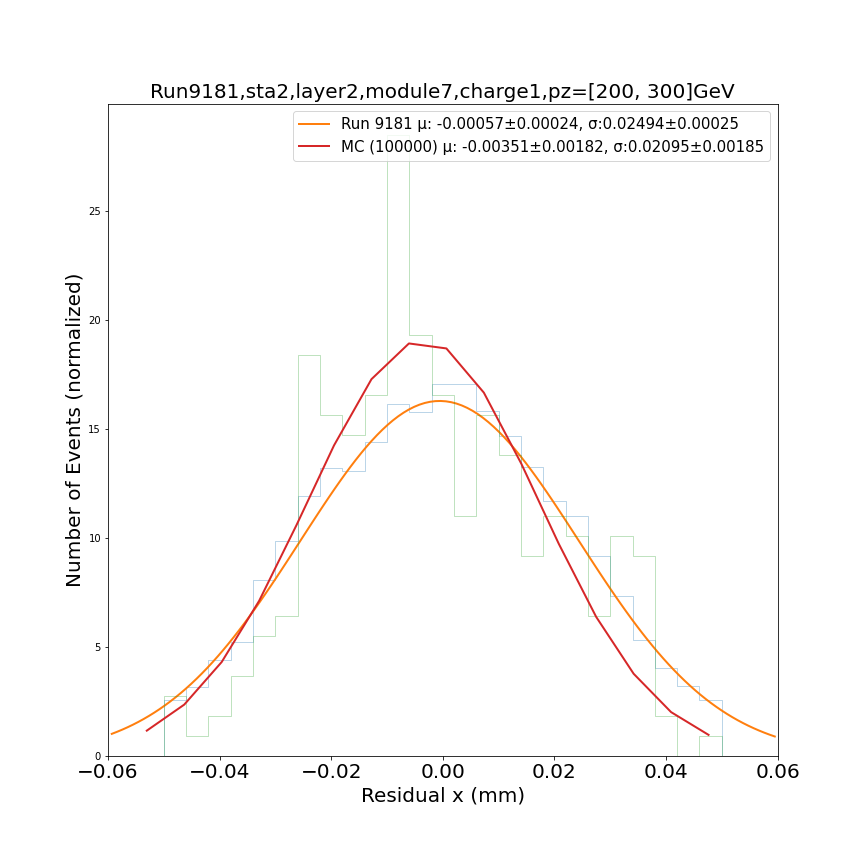 Run9181,sta2,layer2,module7,charge1,pz=[200, 300]GeV
Run 9181 μ: -0.00057±0.00024, σ:0.02494±0.00025
MC (100000) μ: -0.00351±0.00182, σ:0.02095±0.00185
Number of Events (normalized)
25
20
15
10
5
0
−0.06 −0.04 −0.02 0.00 0.02 0.04 0.06
Residual x (mm)